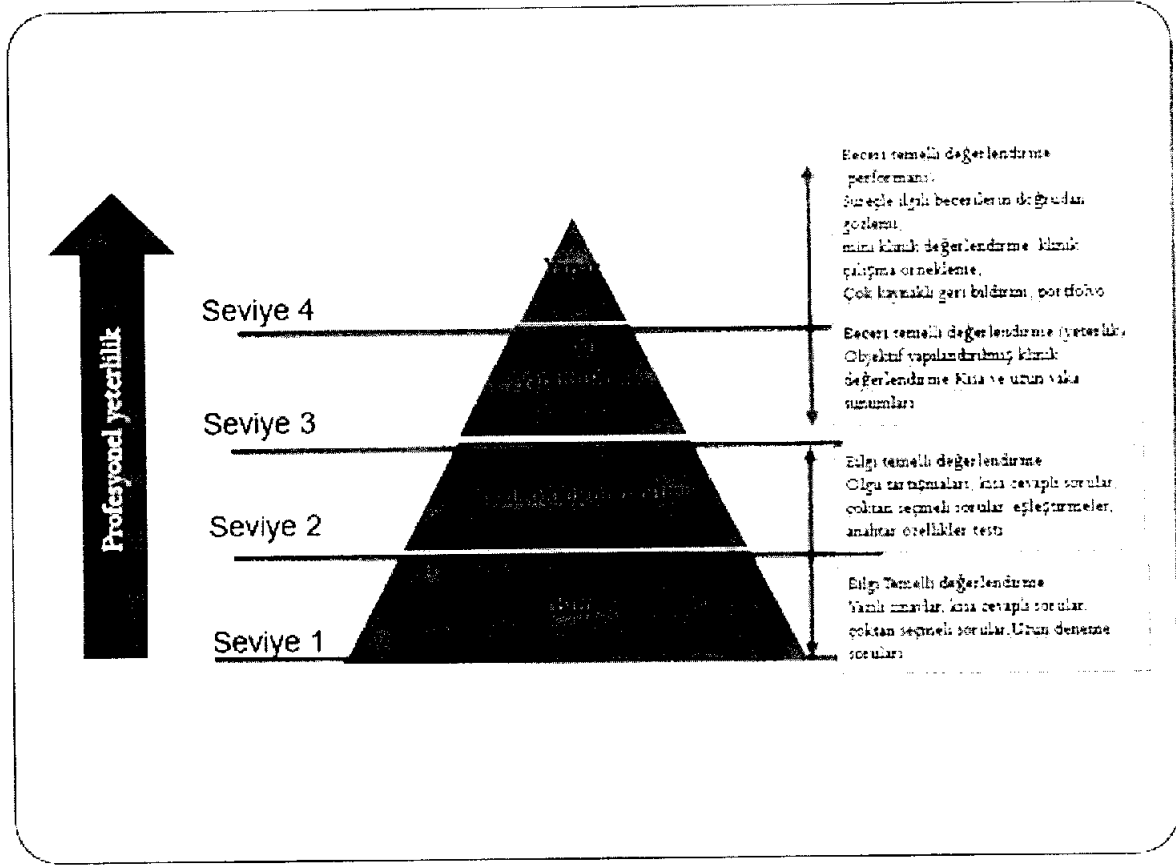 Profesyonel yeterlilik
Seviye 4
Seviye 3
Seviye 2
Seviye 1
Beceri temelli değerlendirme
performans)
Süreçle ilgili becerilerin doğrudan
gözlemi,
mini klinik değerlendirme, klinik
çalışma örnekleme,
Çok kaynaklı geri bildirim, portfolyo
Beceri temelli değerlendirme (yeterlik)
Objektif yapılandırılmış klinik
değerlendirme Kısa ve uzun vaka
sunumları
Bilgi temelli değerlendirme
Olgu tartışmaları, kısa cevaplı sorular,
çoktan seçmeli sorular, eşleştirmeler,
anahtar özellikler testi
Bilgi Temelli değerlendirme
Yazılı sınavlar, kısa cevaplı sorular,
çoktan seçmeli sorular, Uzun deneme
soruları